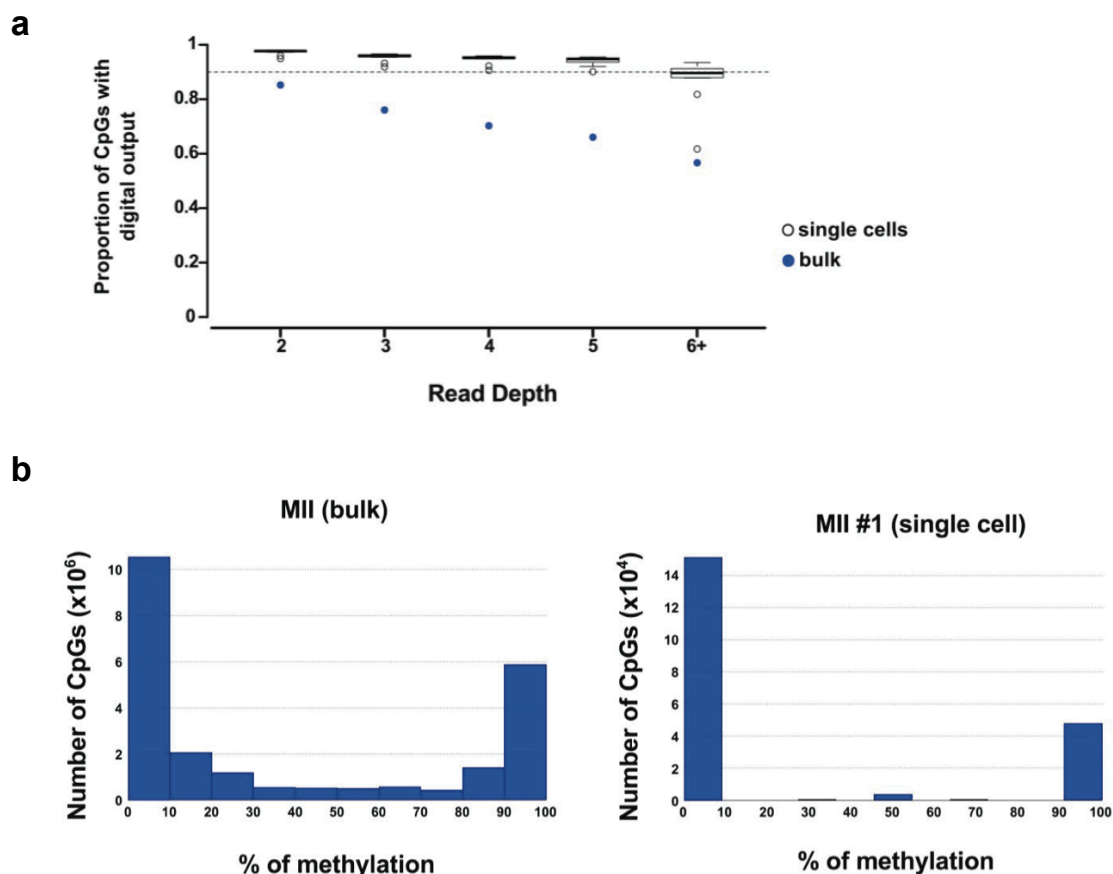 a
Proportion of CpGs with
digital output
1
0.8
0.6
0.4
0.2
0
2 3 4 5 6+
Read Depth
single cells
bulk
b
MII (bulk)
Number of CpGs (x10⁶)
10
8
6
4
2
0
0 10 20 30 40 50 60 70 80 90 100
% of methylation
MII #1 (single cell)
Number of CpGs (x10⁴)
14
12
10
8
6
4
2
0
0 10 20 30 40 50 60 70 80 90 100
% of methylation